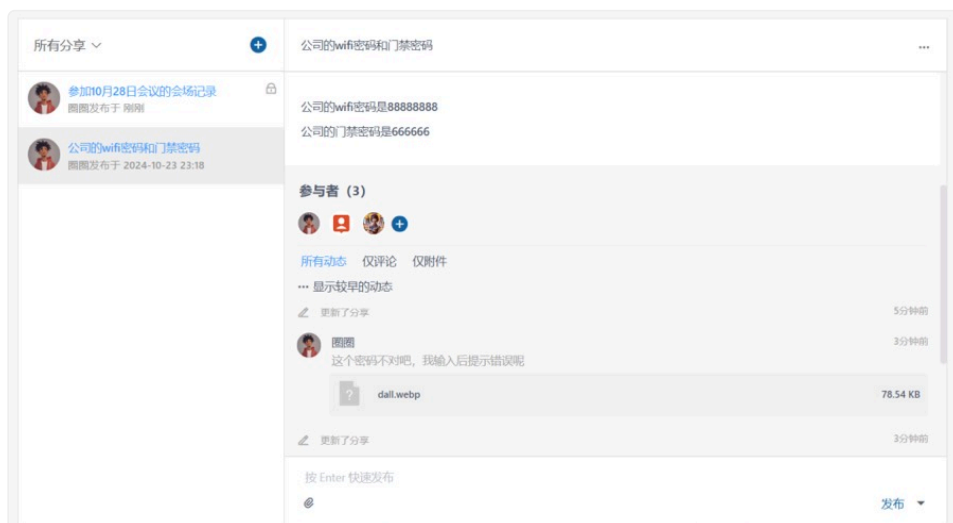 所有分享
参加10月28日会议的会场记录
圈圈发布于 刚刚
公司的wifi密码和门禁密码
圈圈发布于 2024-10-23 23:18
公司的wifi密码和门禁密码
公司的wifi密码是88888888
公司的门禁密码是666666
参与者（3）
所有动态 仅评论 仅附件
··· 显示较早的动态
更新了分享 5分钟前
圈圈 3分钟前
这个密码不对吧，我输入后提示错误呢
dall.webp 78.54 KB
更新了分享 3分钟前
按 Enter 快速发布
发布